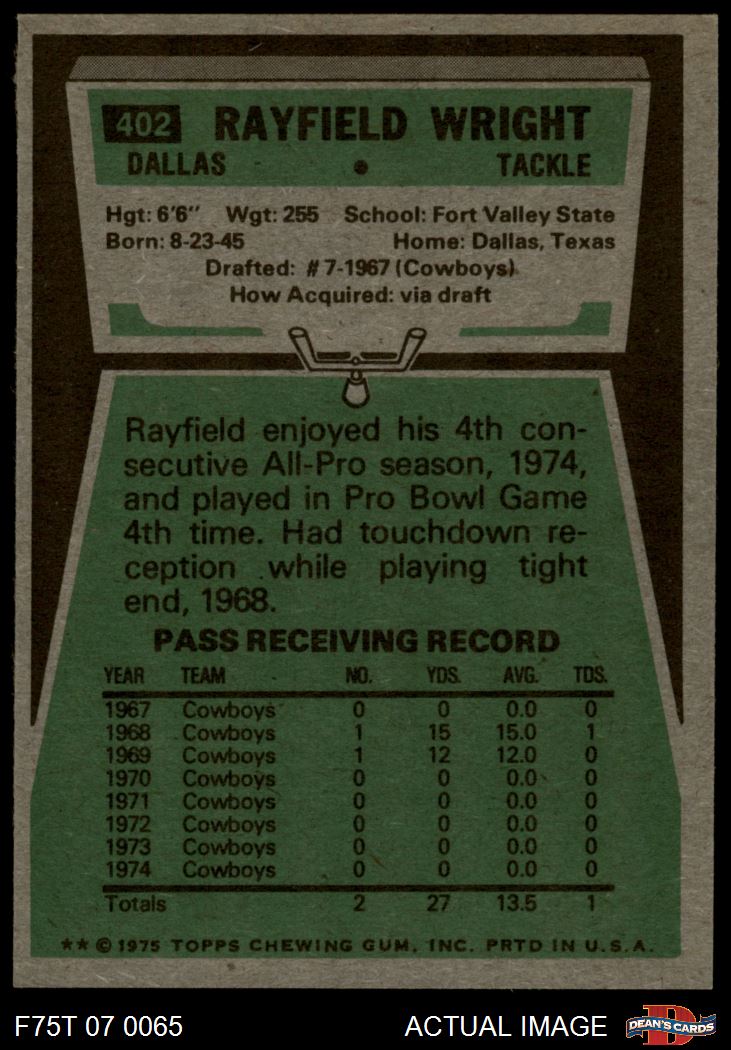 402 RAYFIELD WRIGHT
DALLAS • TACKLE
Hgt: 6'6" Wgt: 255 School: Fort Valley State
Born: 8-23-45 Home: Dallas, Texas
Drafted: #7-1967 (Cowboys)
How Acquired: via draft
Rayfield enjoyed his 4th con-
secutive All-Pro season, 1974,
and played in Pro Bowl Game
4th time. Had touchdown re-
ception while playing tight
end, 1968.
PASS RECEIVING RECORD
YEAR TEAM NO. YDS. AVG. TDS.
1967 Cowboys 0 0 0.0 0
1968 Cowboys 1 15 15.0 1
1969 Cowboys 1 12 12.0 0
1970 Cowboys 0 0 0.0 0
1971 Cowboys 0 0 0.0 0
1972 Cowboys 0 0 0.0 0
1973 Cowboys 0 0 0.0 0
1974 Cowboys 0 0 0.0 0
Totals 2 27 13.5 1
**©1975 TOPPS CHEWING GUM, INC. PRTD IN U.S.A.
F75T 07 0065 ACTUAL IMAGE D DEAN'S CARDS